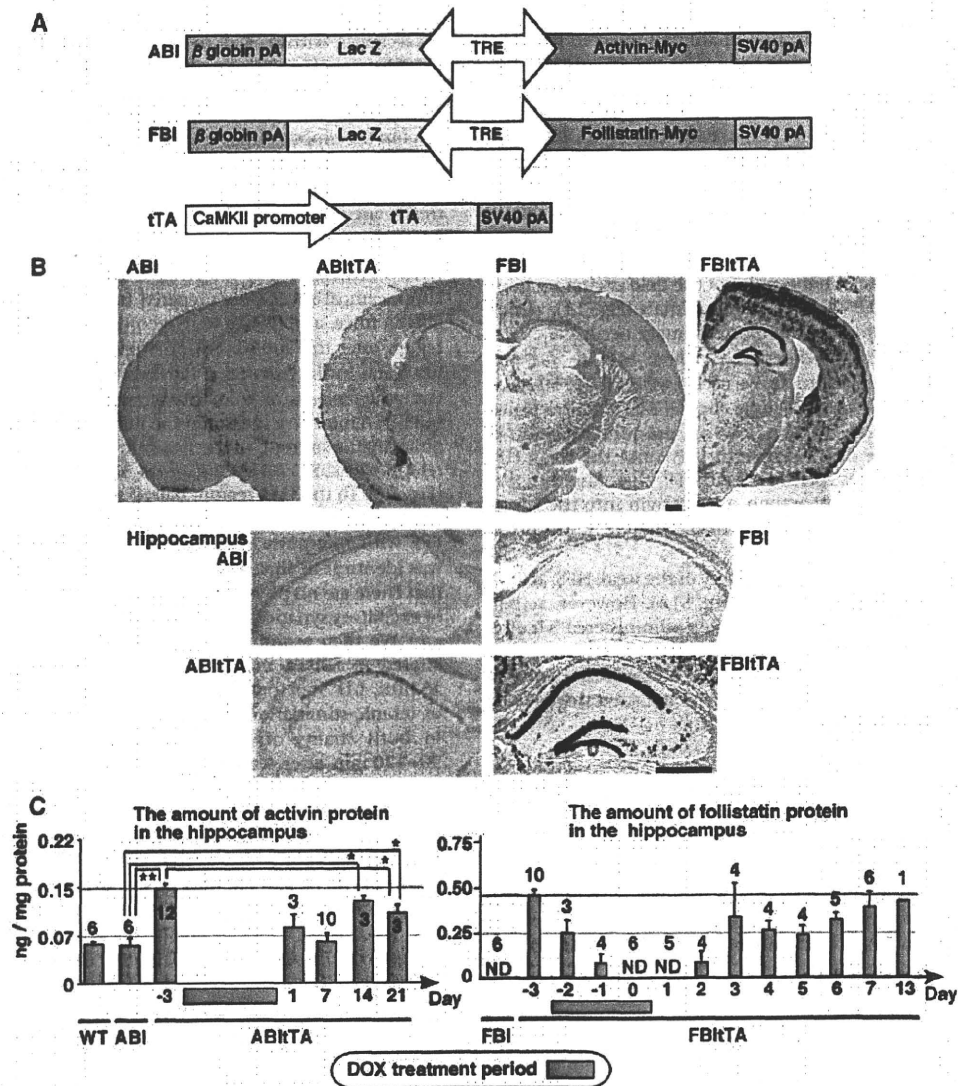 A
ABI β globin pA Lac Z TRE Activin-Myc SV40 pA
FBI β globin pA Lac Z TRE Follistatin-Myc SV40 pA
tTA CaMKII promoter tTA SV40 pA
B
ABI ABItTA FBI FBItTA
Hippocampus
ABI FBI
ABItTA FBItTA
C
The amount of activin protein
in the hippocampus
ng / mg protein
0.22
0.15
0.07
0
6 6 ** 12 3 10 * 3 * * 3
-3 1 7 14 21 Day
WT ABI ABItTA
The amount of follistatin protein
in the hippocampus
0.75
0.50
0.25
0
6 10 3 4 6 5 4 4 4 5 5 6 1
ND ND ND
-3 -2 -1 0 1 2 3 4 5 6 7 13 Day
FBI FBItTA
DOX treatment period